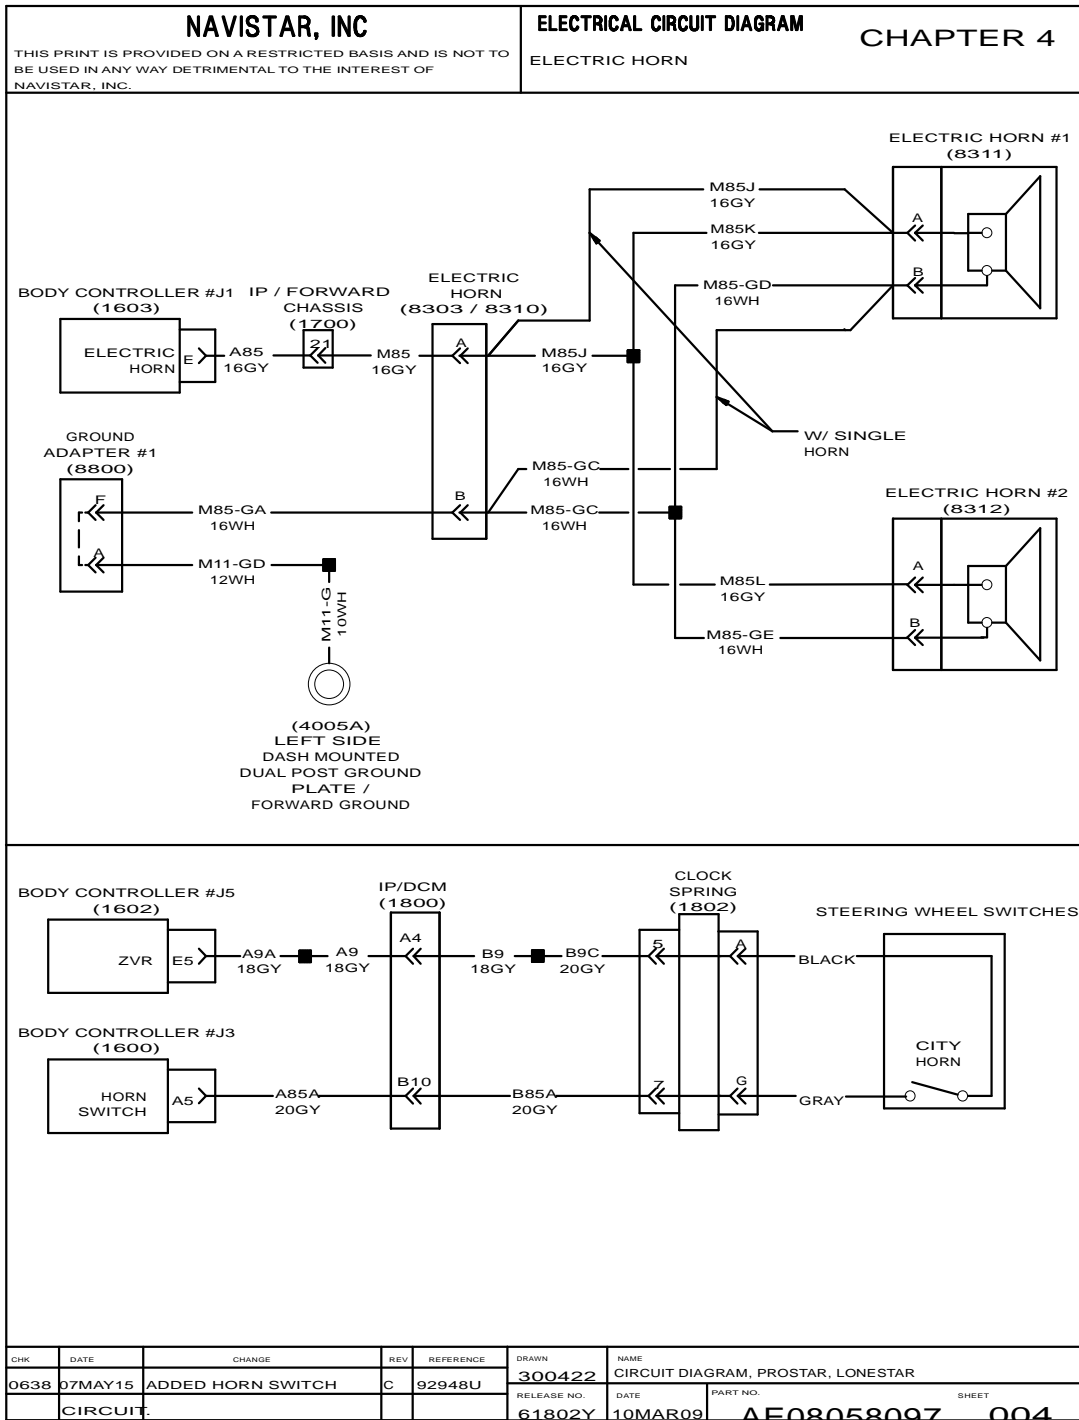 NAVISTAR, INC
THIS PRINT IS PROVIDED ON A RESTRICTED BASIS AND IS NOT TO
BE USED IN ANY WAY DETRIMENTAL TO THE INTEREST OF
NAVISTAR, INC.
ELECTRICAL CIRCUIT DIAGRAM
ELECTRIC HORN
CHAPTER 4
ELECTRIC HORN #1
(8311)
M85J
16GY
M85K
16GY
A
M85-GD
16WH
B
BODY CONTROLLER #J1
(1603)
IP / FORWARD
CHASSIS
(1700)
ELECTRIC
HORN
(8303 / 8310)
ELECTRIC
HORN
E
A85
16GY
21
M85
16GY
A
M85J
16GY
W/ SINGLE
HORN
GROUND
ADAPTER #1
(8800)
F
M85-GA
16WH
B
M85-GC
16WH
M85-GC
16WH
A
M11-GD
12WH
M11-G
10WH
ELECTRIC HORN #2
(8312)
M85L
16GY
A
M85-GE
16WH
B
(4005A)
LEFT SIDE
DASH MOUNTED
DUAL POST GROUND
PLATE /
FORWARD GROUND
BODY CONTROLLER #J5
(1602)
IP/DCM
(1800)
CLOCK
SPRING
(1802)
STEERING WHEEL SWITCHES
ZVR
E5
A9A
18GY
A9
18GY
A4
B9
18GY
B9C
20GY
5
A
BLACK
BODY CONTROLLER #J3
(1600)
HORN
SWITCH
A5
A85A
20GY
B10
B85A
20GY
7
G
GRAY
CITY
HORN
CHK
DATE
CHANGE
REV
REFERENCE
DRAWN
300422
NAME
CIRCUIT DIAGRAM, PROSTAR, LONESTAR
0638
07MAY15
ADDED HORN SWITCH
C
92948U
CIRCUIT.
RELEASE NO.
61802Y
DATE
10MAR09
PART NO.
AE08058097
SHEET
004